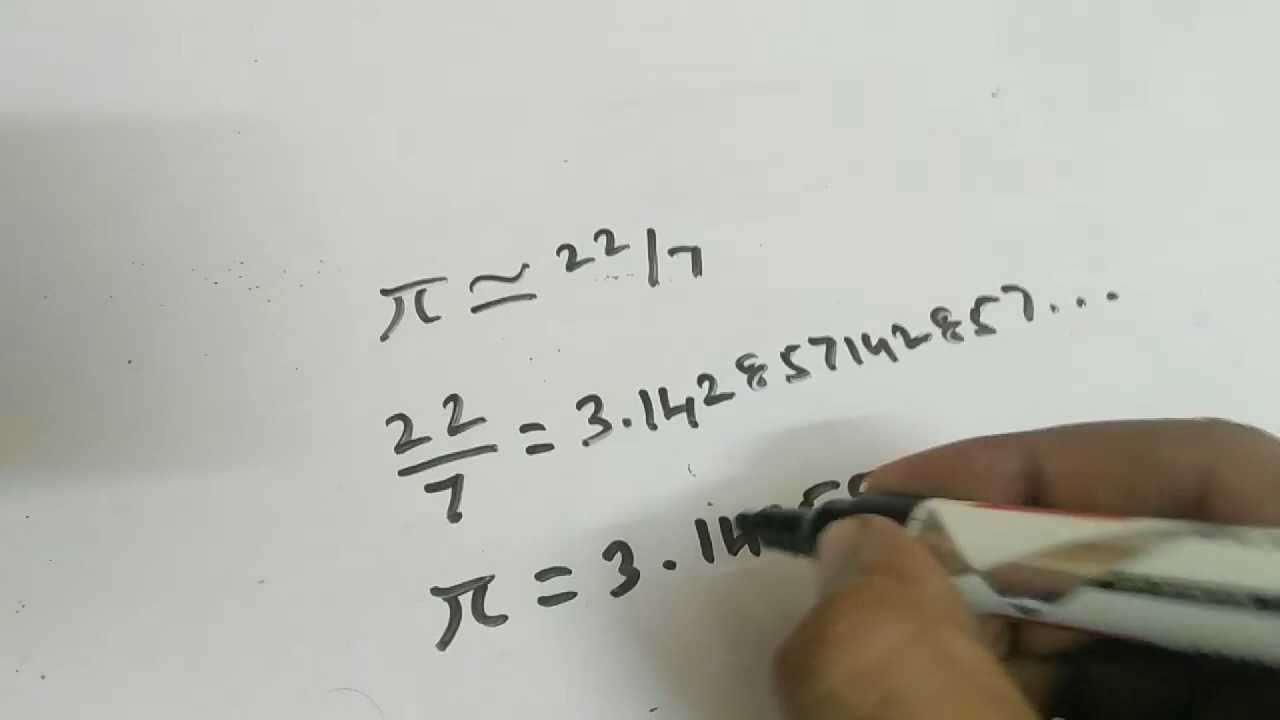 π ≃ 22/7
22/7 = 3.142857142857...
π = 3.14